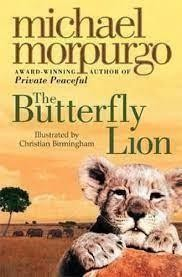 michael
morpurgo
AWARD-WINNING AUTHOR OF
Private Peaceful
The
Butterfly
Lion
Illustrated by
Christian Birmingham